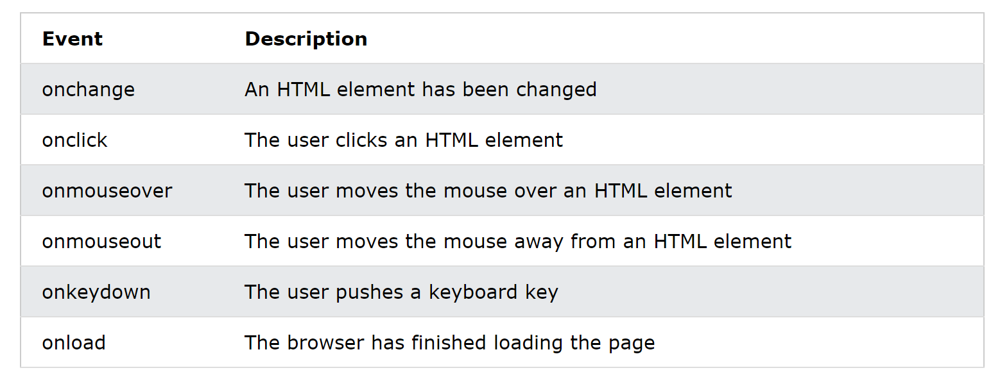 Event Description
onchange An HTML element has been changed
onclick The user clicks an HTML element
onmouseover The user moves the mouse over an HTML element
onmouseout The user moves the mouse away from an HTML element
onkeydown The user pushes a keyboard key
onload The browser has finished loading the page